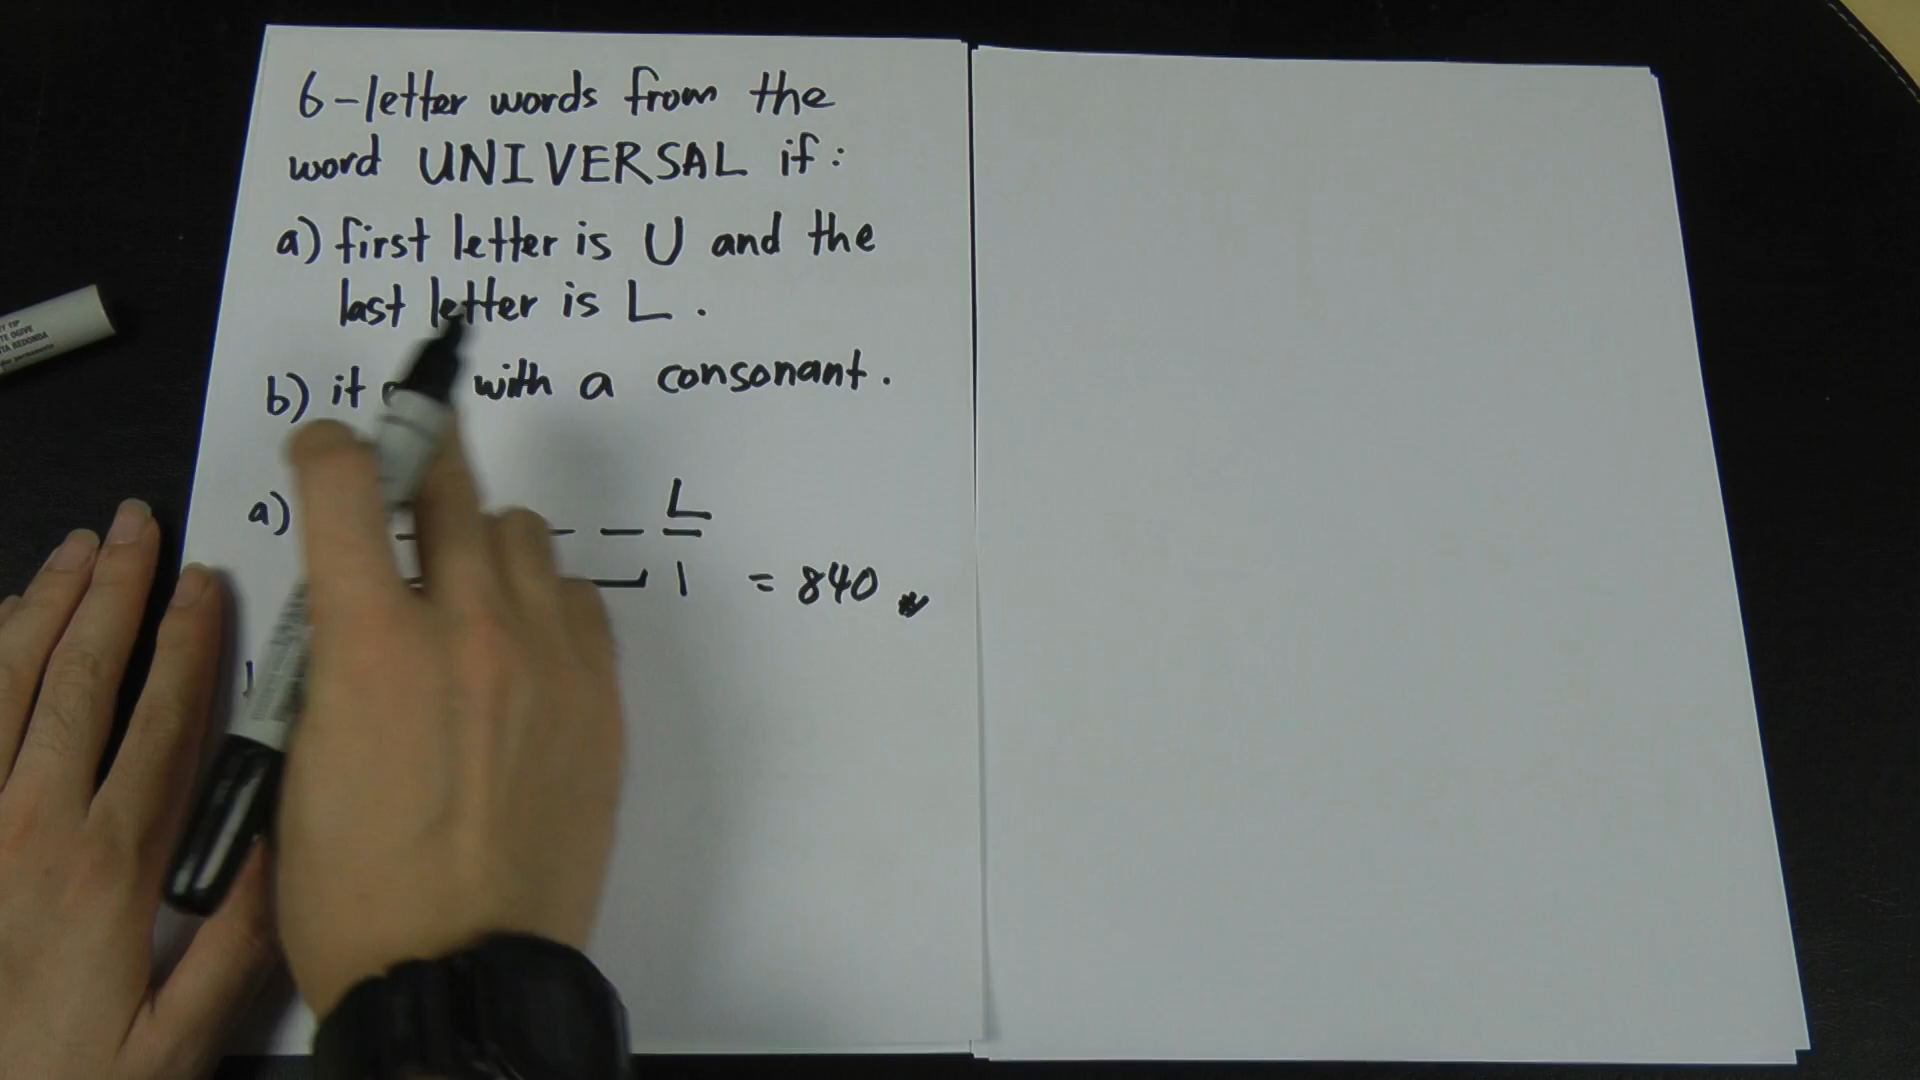 6-letter words from the
word UNIVERSAL if:
a) first letter is U and the
last letter is L.
b) it with a consonant.
a) _ _ _ L
1 = 840